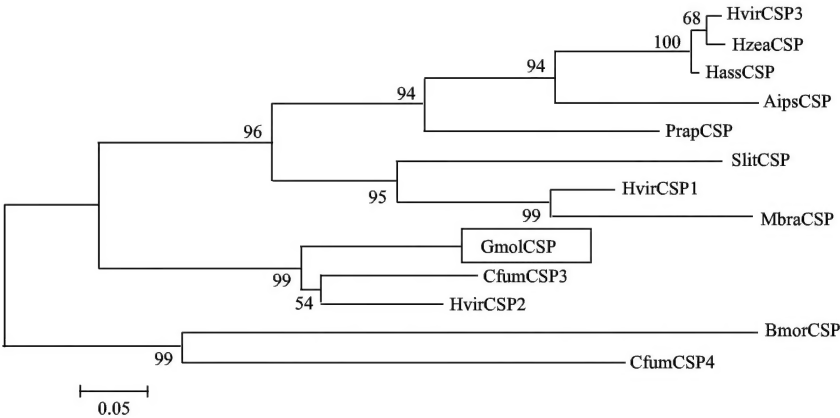 68 HvirCSP3
100 HzeaCSP
HassCSP
94
AipsCSP
94
PrapCSP
96
SlitCSP
95
HvirCSP1
99
MbraCSP
GmolCSP
99
CfumCSP3
54
HvirCSP2
BmorCSP
99
CfumCSP4
0.05